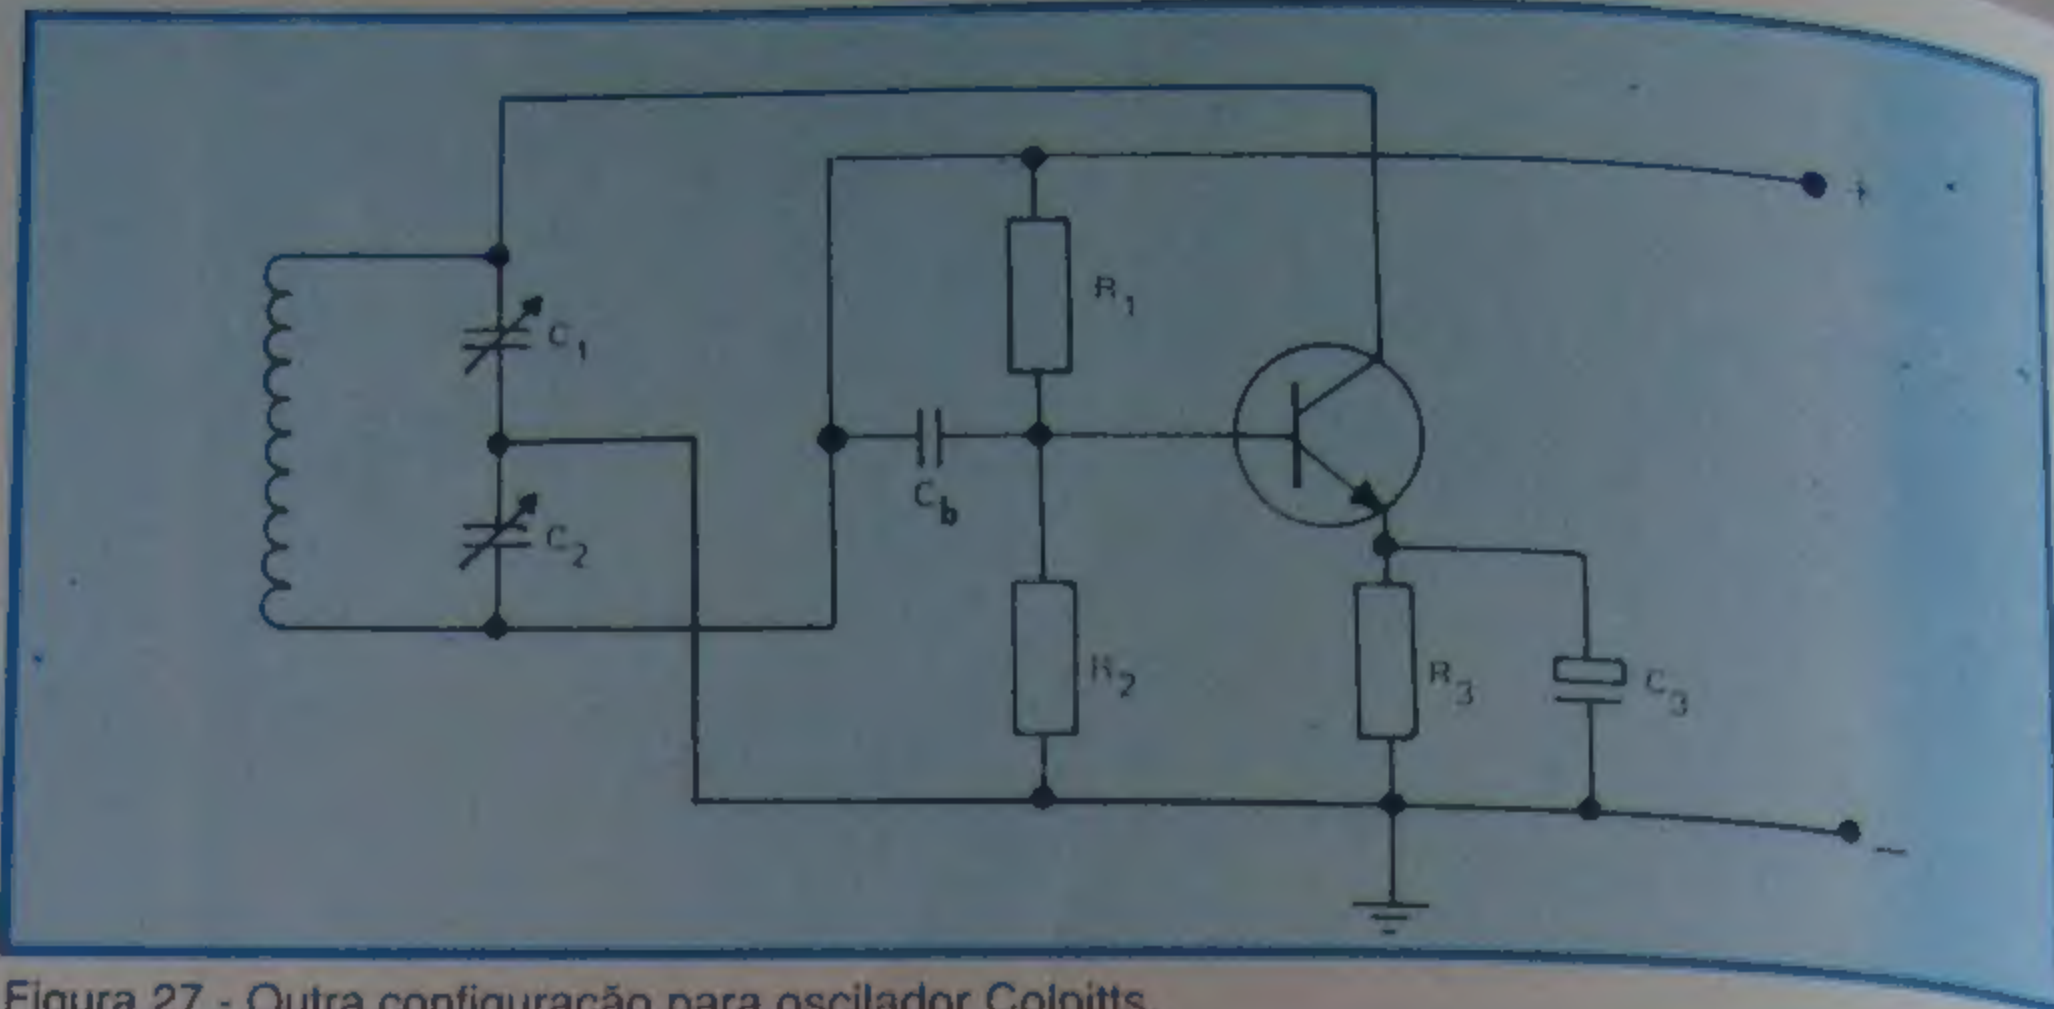 +
R1
C1
Cb
C2
R2
R3
C3
−
Figura 27 - Outra configuração para oscilador Colpitts.